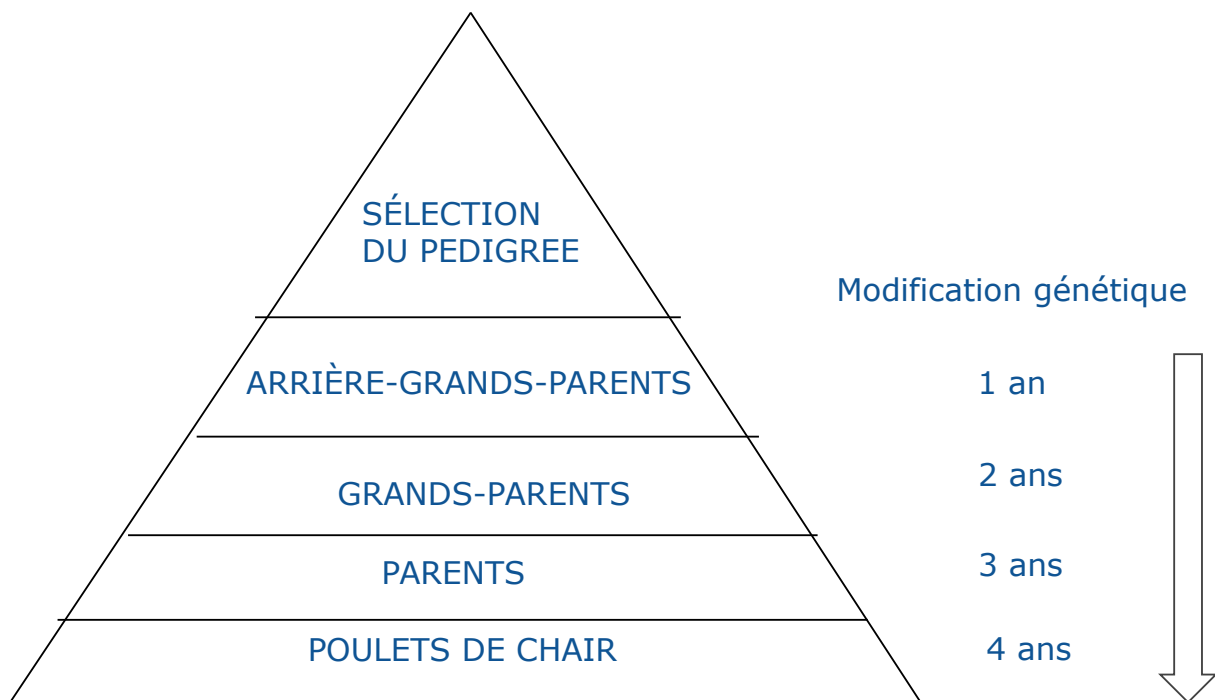 SÉLECTION
DU PEDIGREE
Modification génétique
ARRIÈRE-GRANDS-PARENTS
1 an
GRANDS-PARENTS
2 ans
PARENTS
3 ans
POULETS DE CHAIR
4 ans